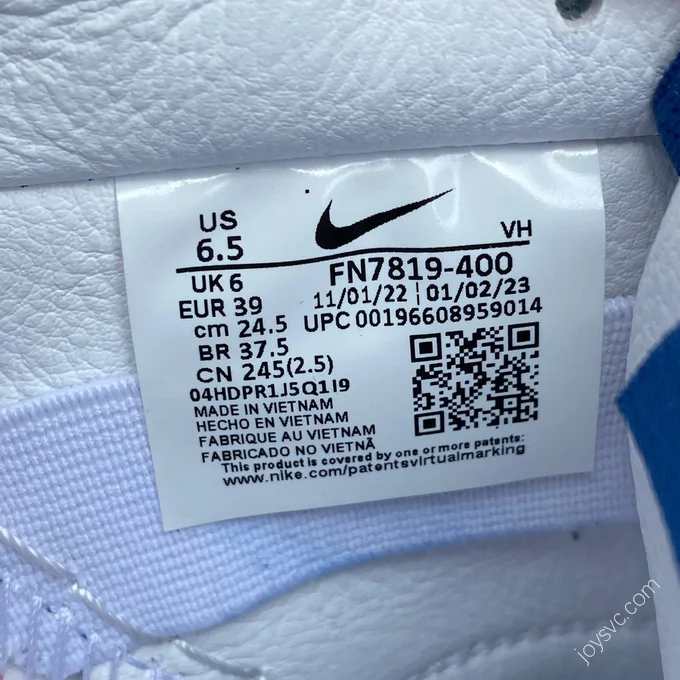 US
6.5
VH
UK 6
FN7819-400
EUR 39
11/01/22 | 01/02/23
cm 24.5
UPC 00196608959014
BR 37.5
CN 245(2.5)
04HDPR1J5Q1I9
MADE IN VIETNAM
HECHO EN VIETNAM
FABRIQUE AU VIETNAM
FABRICADO NO VIETNÃ
This product is covered by one or more patents:
www.nike.com/patentsvirtualmarking
joysvc.com